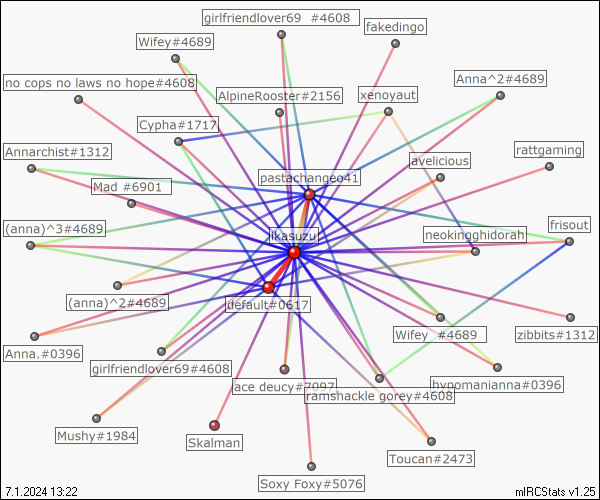 girlfriendlover69 #4608
fakedingo
Wifey#4689
Anna^2#4689
no cops no laws no hope#4608
AlpineRooster#2156
xenoyaut
Cypha#1717
Annarchist#1312
avelicious
rattgaming
pastachangeo41
Mad #6901
(anna)^3#4689
ikasuzu
neokingghidorah
frisout
(anna)^2#4689
default#0617
Wifey #4689
zibbits#1312
Anna.#0396
girlfriendlover69#4608
ace deucy#7097
hypomanianna#0396
ramshackle gorey#4608
Mushy#1984
Skalman
Toucan#2473
Soxy Foxy#5076
7.1.2024 13:22
mIRCStats v1.25